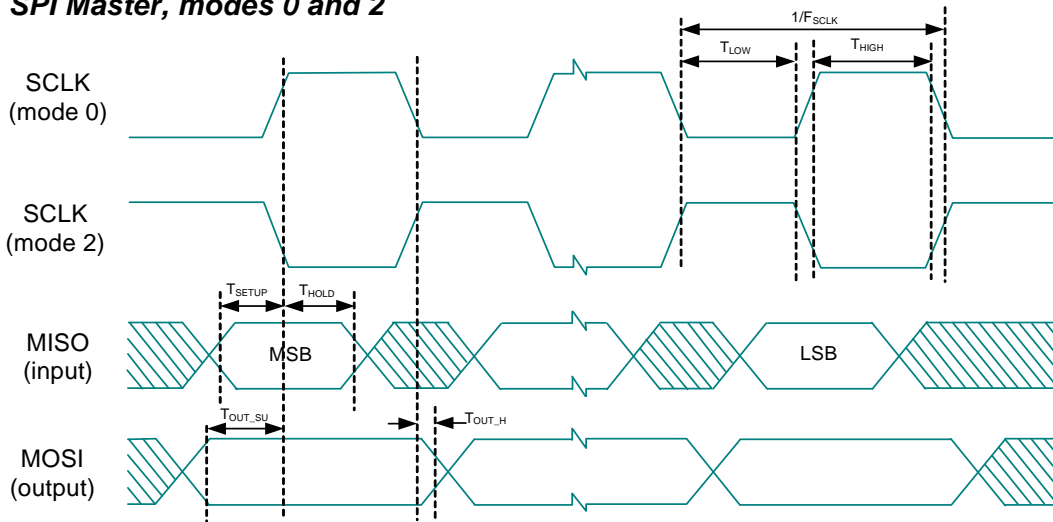 SPI Master, modes 0 and 2
1/FSCLK
TLOW
THIGH
SCLK
(mode 0)
SCLK
(mode 2)
TSETUP
THOLD
MISO
(input)
MSB
LSB
TOUT_SU
TOUT_H
MOSI
(output)